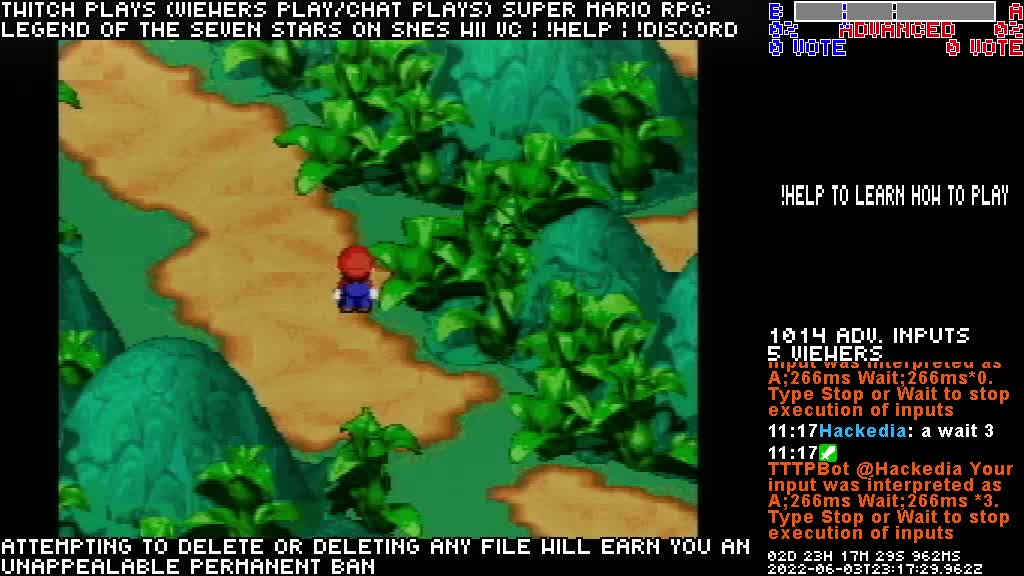 TWITCH PLAYS (VIEWERS PLAY/CHAT PLAYS) SUPER MARIO RPG:
LEGEND OF THE SEVEN STARS ON SNES WII VC ¦ !HELP ¦ !DISCORD
B A
0% ADVANCED 0%
0 VOTE 0 VOTE
!HELP TO LEARN HOW TO PLAY
1014 ADV. INPUTS
5 VIEWERS
input was interpreted as
A;266ms Wait;266ms*0.
Type Stop or Wait to stop
execution of inputs
11:17Hackedia: a wait 3
11:17
TTTPBot @Hackedia Your
input was interpreted as
A;266ms Wait;266ms *3.
Type Stop or Wait to stop
execution of inputs
ATTEMPTING TO DELETE OR DELETING ANY FILE WILL EARN YOU AN
UNAPPEALABLE PERMANENT BAN
02D 23H 17M 29S 962MS
2022-06-03T23:17:29.962Z